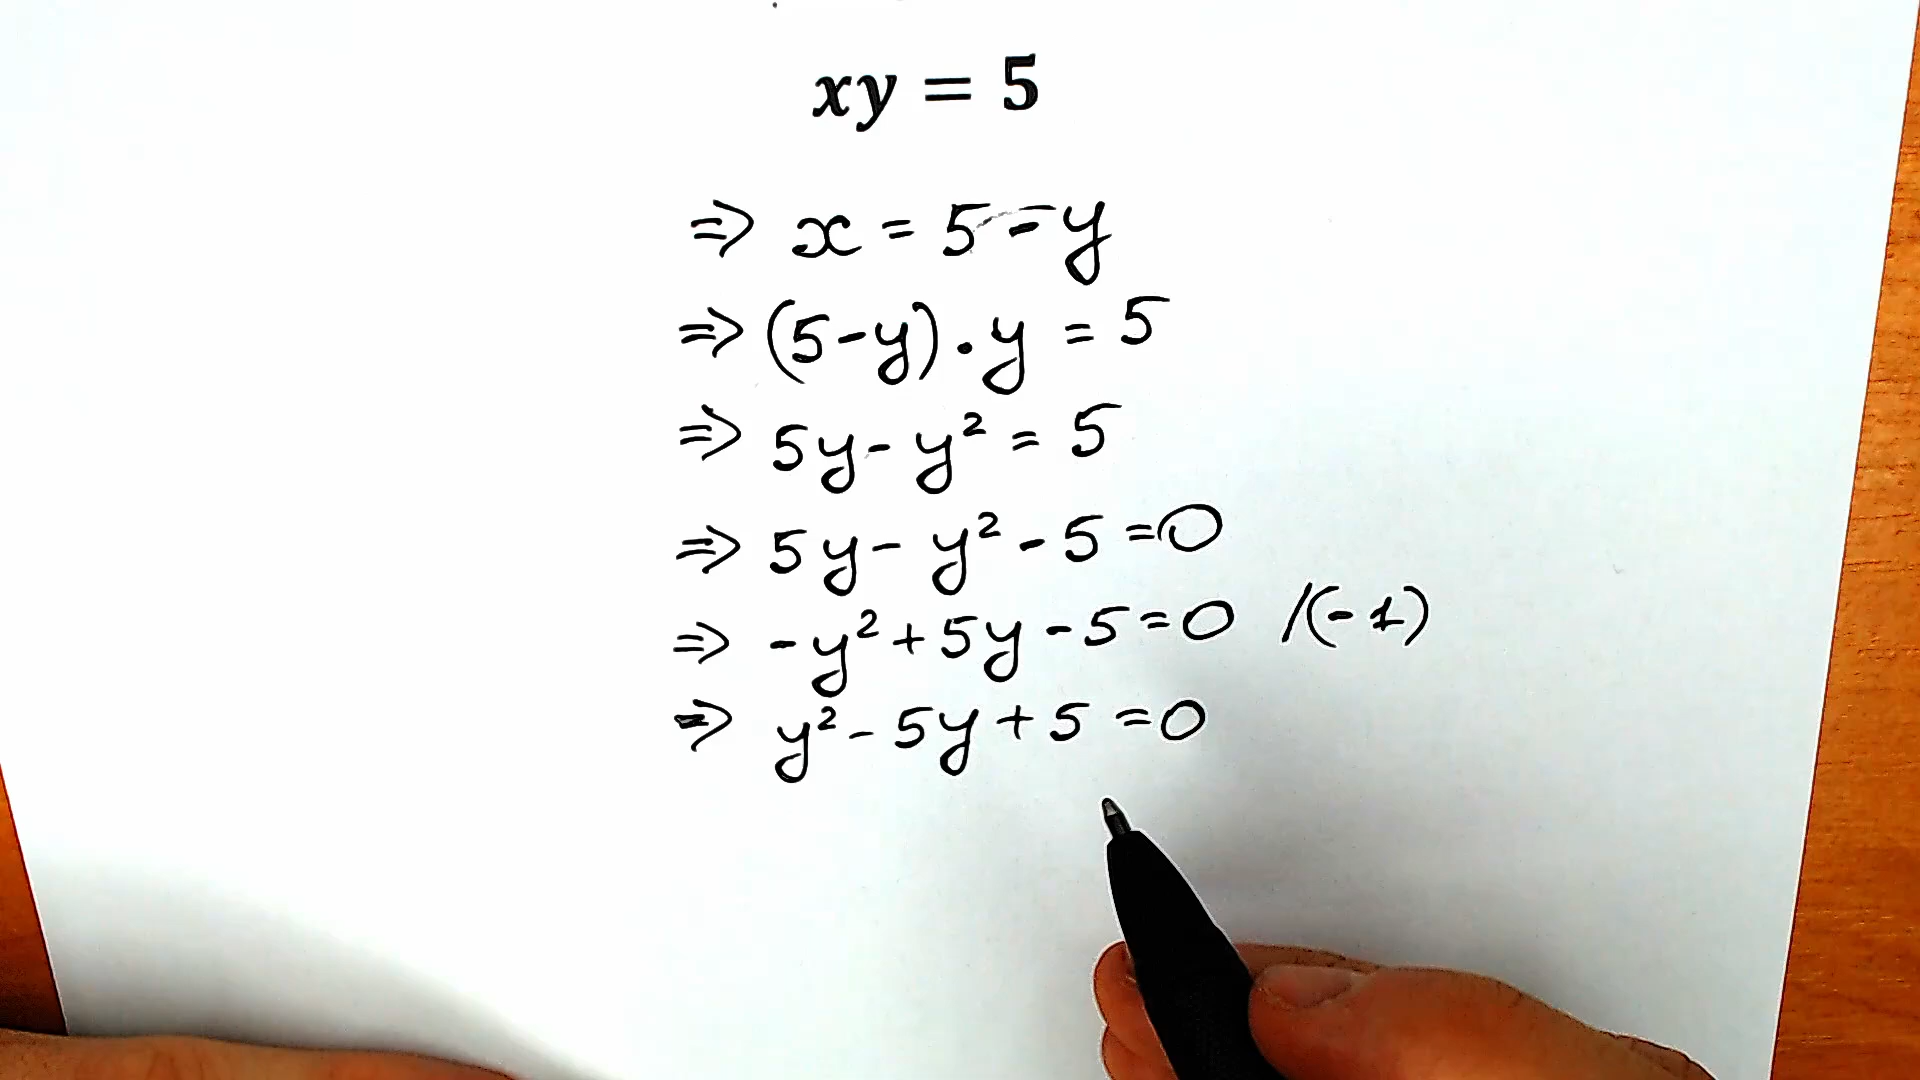 xy = 5
⇒ x = 5 - y
⇒ (5-y) · y = 5
⇒ 5y - y² = 5
⇒ 5y - y² - 5 = 0
⇒ -y² + 5y - 5 = 0 /(-1)
⇒ y² - 5y + 5 = 0